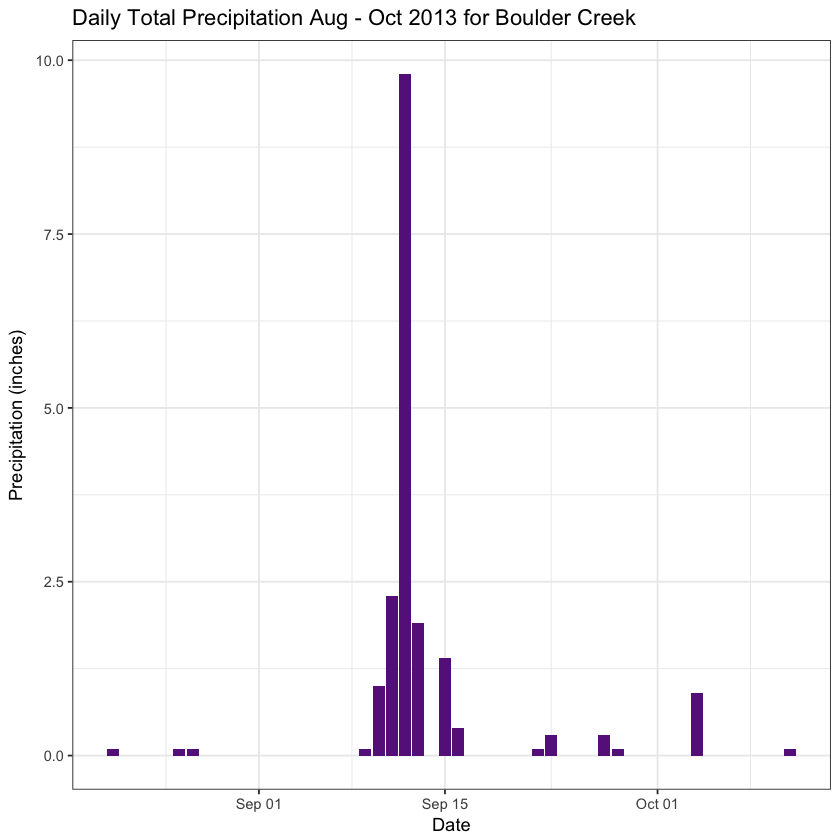 Daily Total Precipitation Aug - Oct 2013 for Boulder Creek
10.0
7.5
5.0
2.5
0.0
Precipitation (inches)
Sep 01 Sep 15 Oct 01
Date